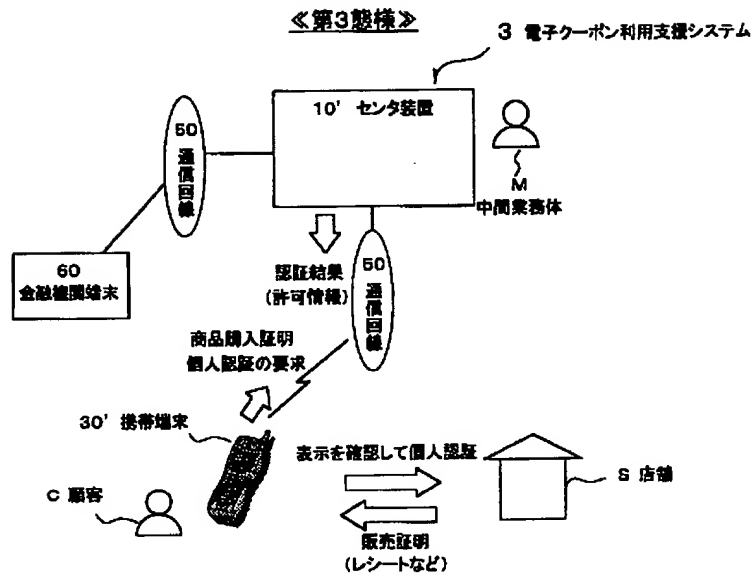 ≪第3態様≫
3 電子クーポン利用支援システム
10' センタ装置
50
通信回線
M
中間業務体
60
金融機関端末
認証結果
(許可情報)
50
通信回線
商品購入証明
個人認証の要求
30' 携帯端末
表示を確認して個人認証
C 顧客
S 店舗
販売証明
(レシートなど)